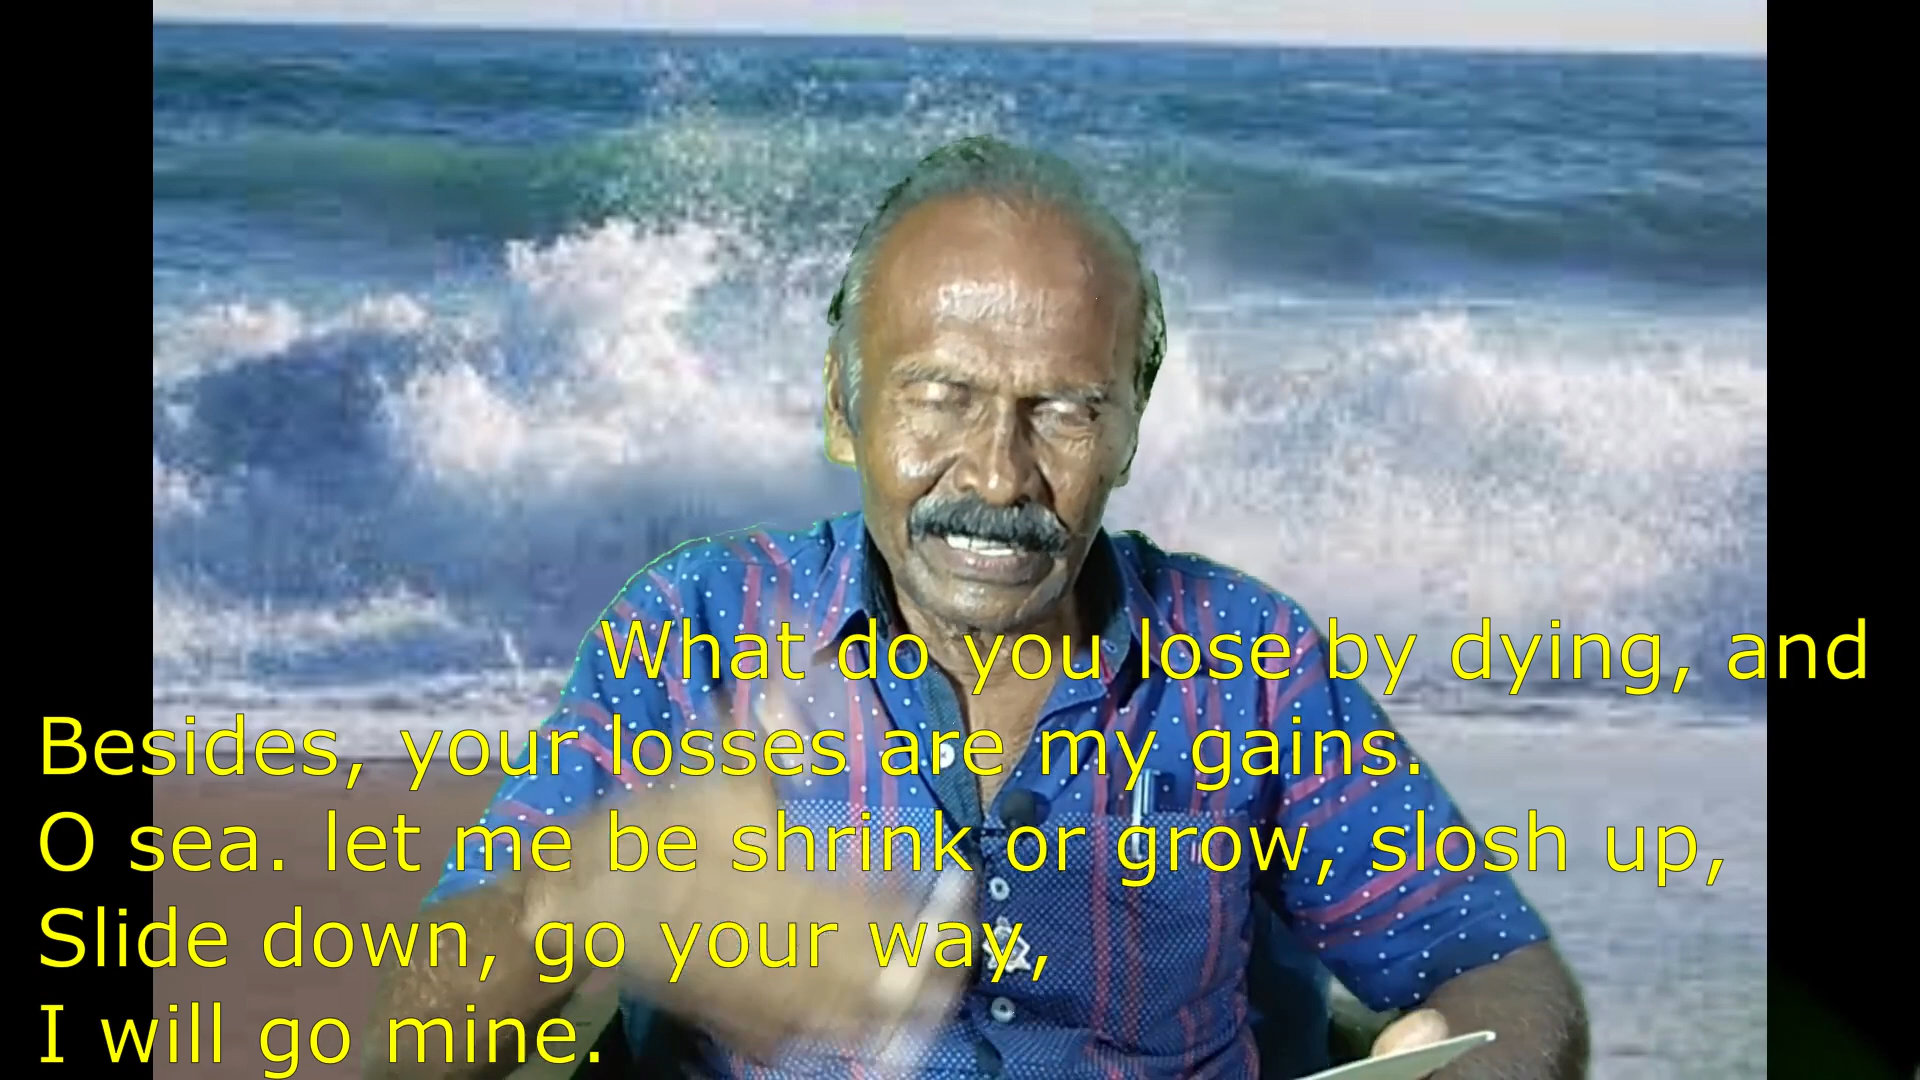 What do you lose by dying, and
Besides, your losses are my gains.
O sea. let me be shrink or grow, slosh up,
Slide down, go your way,
I will go mine.